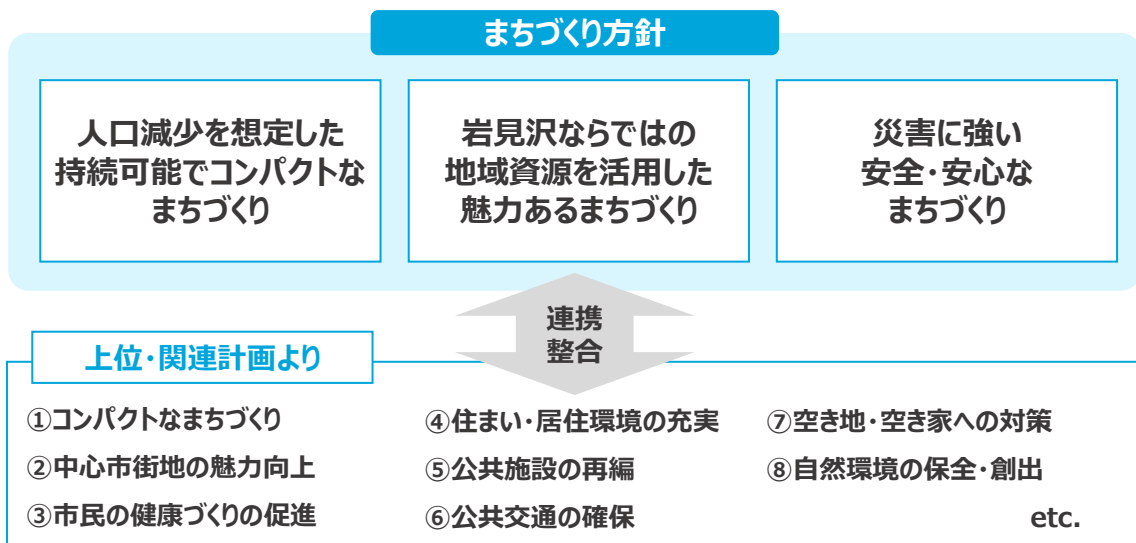 まちづくり方針
人口減少を想定した
持続可能でコンパクトな
まちづくり
岩見沢ならではの
地域資源を活用した
魅力あるまちづくり
災害に強い
安全・安心な
まちづくり
連携
整合
上位・関連計画より
①コンパクトなまちづくり
②中心市街地の魅力向上
③市民の健康づくりの促進
④住まい・居住環境の充実
⑤公共施設の再編
⑥公共交通の確保
⑦空き地・空き家への対策
⑧自然環境の保全・創出
etc.